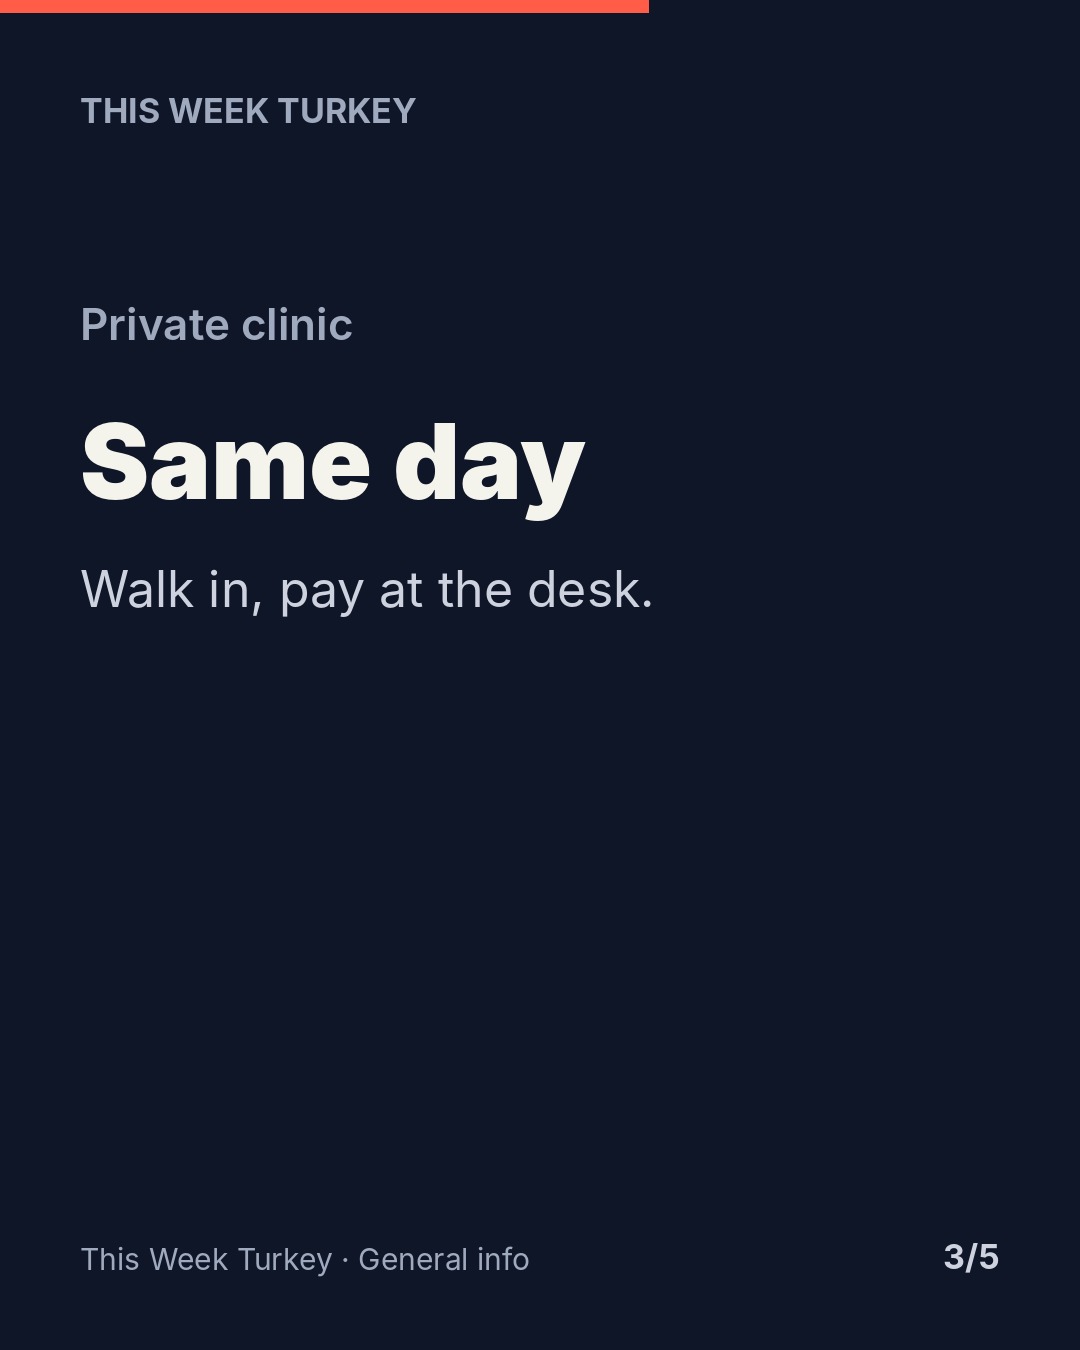 THIS WEEK TURKEY
Private clinic
Same day
Walk in, pay at the desk.
This Week Turkey · General info
3/5